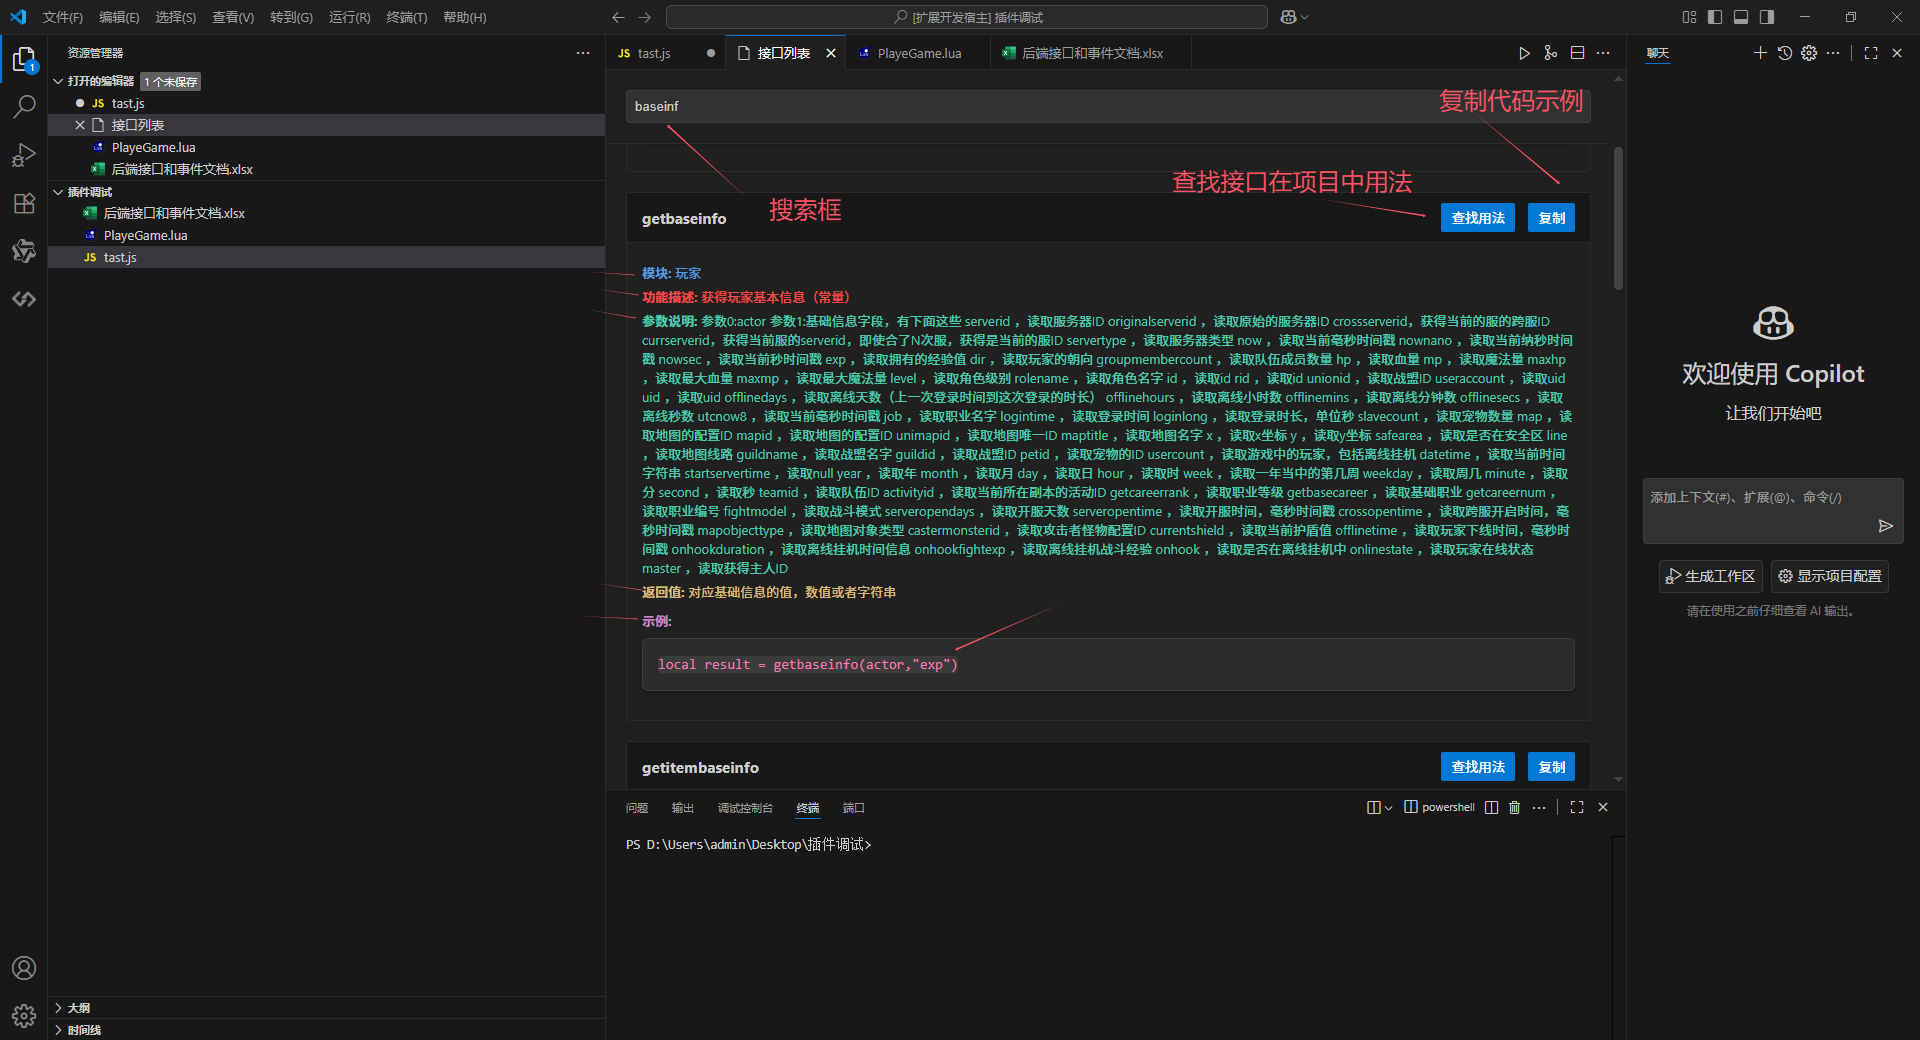 文件(F) 编辑(E) 选择(S) 查看(V) 转到(G) 运行(R) 终端(T) 帮助(H)
[扩展开发宿主] 插件调试
资源管理器
打开的编辑器 1 个未保存
JS tast.js
接口列表
PlayeGame.lua
后端接口和事件文档.xlsx
插件调试
后端接口和事件文档.xlsx
PlayeGame.lua
JS tast.js
大纲
时间线
1
JS tast.js 接口列表 PlayeGame.lua 后端接口和事件文档.xlsx
baseinf
复制代码示例
查找接口在项目中用法
搜索框
getbaseinfo 查找用法 复制
模块: 玩家
功能描述: 获得玩家基本信息（常量）
参数说明: 参数0:actor 参数1:基础信息字段，有下面这些 serverid ，读取服务器ID originalserverid ，读取原始的服务器ID crossserverid，获得当前的服的跨服ID
currserverid，获得当前服的serverid，即使合了N次服，获得是当前的服ID servertype ，读取服务器类型 now ，读取当前毫秒时间戳 nownano ，读取当前纳秒时间
戳 nowsec ，读取当前秒时间戳 exp ，读取拥有的经验值 dir ，读取玩家的朝向 groupmembercount ，读取队伍成员数量 hp ，读取血量 mp ，读取魔法量 maxhp
，读取最大血量 maxmp ，读取最大魔法量 level ，读取角色级别 rolename ，读取角色名字 id ，读取id rid ，读取id unionid ，读取战盟ID useraccount ，读取uid
uid ，读取uid offlinedays ，读取离线天数（上一次登录时间到这次登录的时长） offlinehours ，读取离线小时数 offlinemins ，读取离线分钟数 offlinesecs ，读取
离线秒数 utcnow8 ，读取当前毫秒时间戳 job ，读取职业名字 logintime ，读取登录时间 loginlong ，读取登录时长，单位秒 slavecount ，读取宠物数量 map ，读
取地图的配置ID mapid ，读取地图的配置ID unimapid ，读取地图唯一ID maptitle ，读取地图名字 x ，读取x坐标 y ，读取y坐标 safearea ，读取是否在安全区 line
，读取地图线路 guildname ，读取战盟名字 guildid ，读取战盟ID petid ，读取宠物的ID usercount ，读取游戏中的玩家，包括离线挂机 datetime ，读取当前时间
字符串 startservertime ，读取null year ，读取年 month ，读取月 day ，读取日 hour ，读取时 week ，读取一年当中的第几周 weekday ，读取周几 minute ，读取
分 second ，读取秒 teamid ，读取队伍ID activityid ，读取当前所在副本的活动ID getcareerrank ，读取职业等级 getbasecareer ，读取基础职业 getcareernum ，
读取职业编号 fightmodel ，读取战斗模式 serveropendays ，读取开服天数 serveropentime ，读取开服时间，毫秒时间戳 crossopentime ，读取跨服开启时间，毫
秒时间戳 mapobjecttype ，读取地图对象类型 castermonsterid ，读取攻击者怪物配置ID currentshield ，读取当前护盾值 offlinetime ，读取玩家下线时间，毫秒时
间戳 onhookduration ，读取离线挂机时间信息 onhookfightexp ，读取离线挂机战斗经验 onhook ，读取是否在离线挂机中 onlinestate ，读取玩家在线状态
master ，读取获得主人ID
返回值: 对应基础信息的值，数值或者字符串
示例:
local result = getbaseinfo(actor,"exp")
getitembaseinfo 查找用法 复制
问题 输出 调试控制台 终端 端口
powershell
PS D:\Users\admin\Desktop\插件调试>
聊天
欢迎使用 Copilot
让我们开始吧
添加上下文(#)、扩展(@)、命令(/)
生成工作区 显示项目配置
请在使用之前仔细查看 AI 输出。